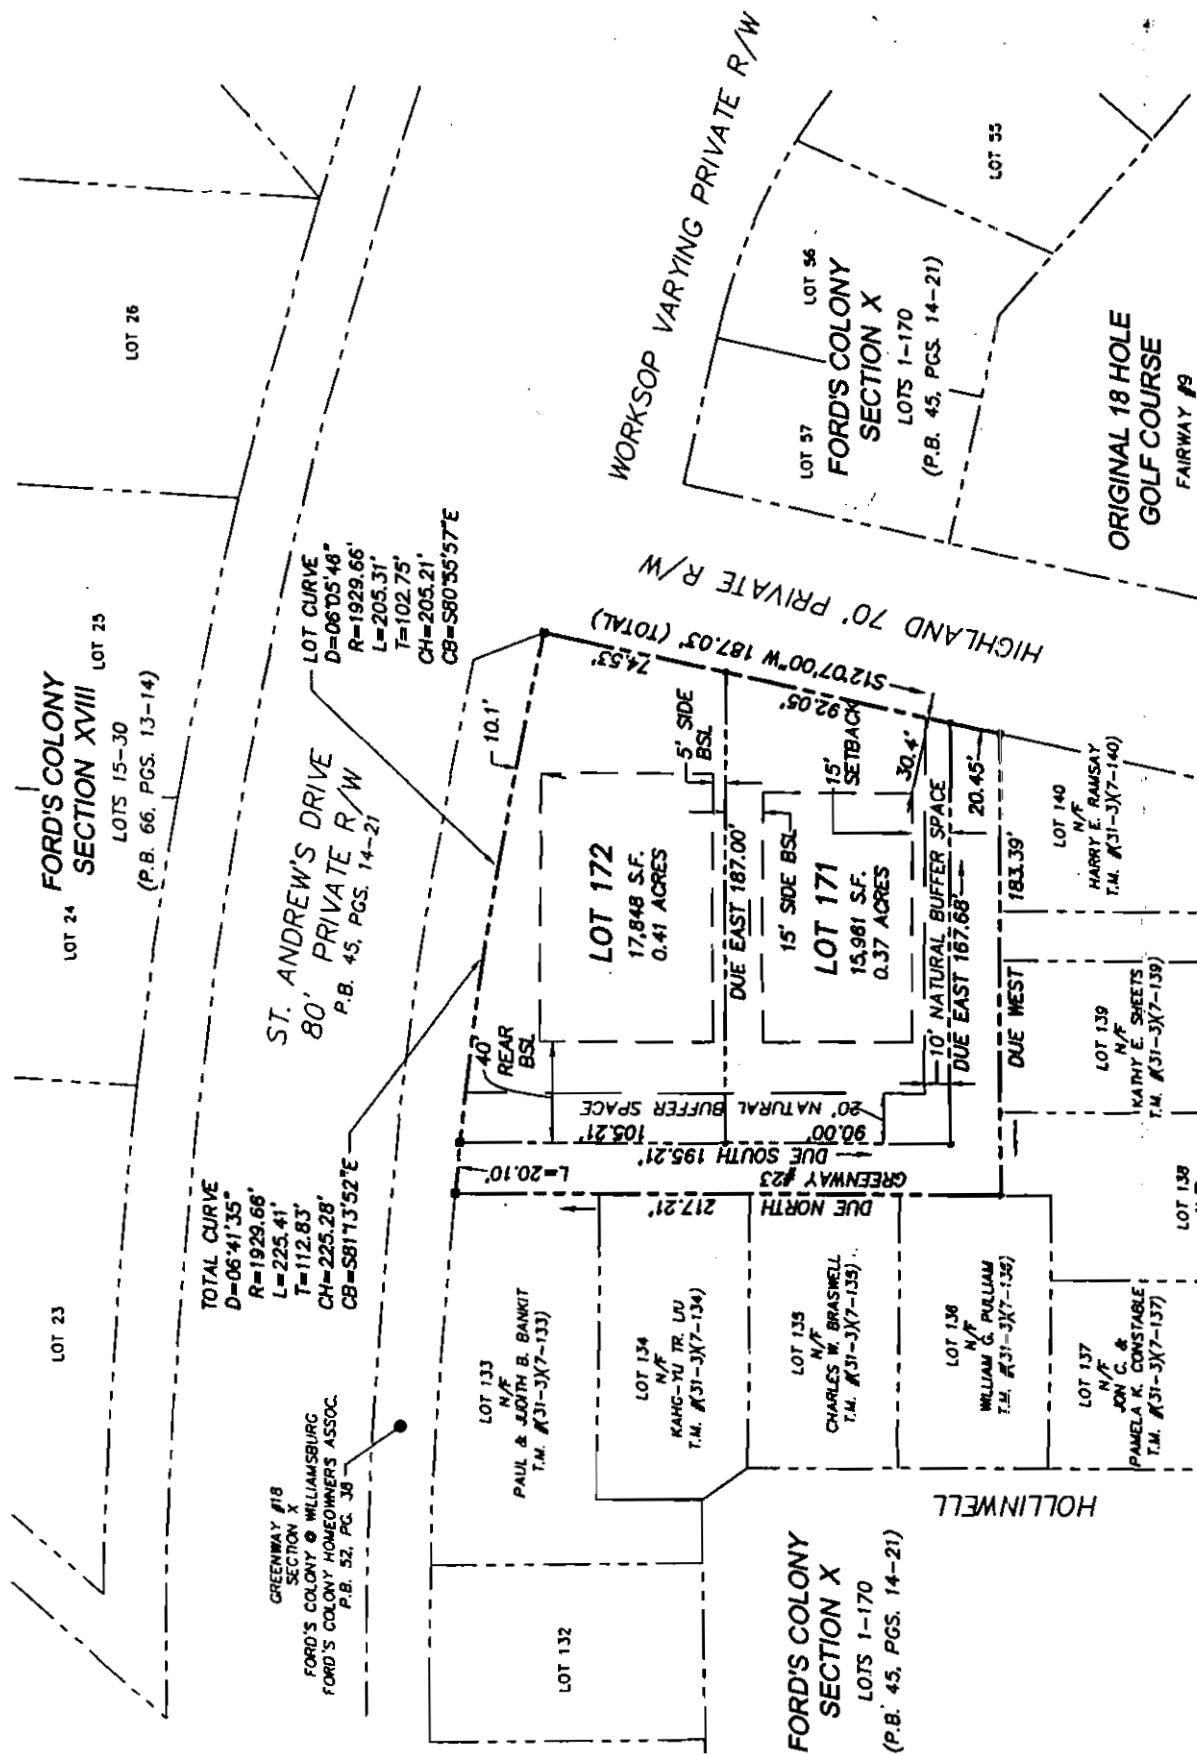 LOT 23
LOT 24
FORD'S COLONY
SECTION XVIII
LOTS 15-30
(P.B. 66, PGS. 13-14)
LOT 25
LOT 26
GREENWAY #18
SECTION X
FORD'S COLONY @ WILLIAMSBURG
FORD'S COLONY HOMEOWNERS ASSOC.
P.B. 52, PG. 38
TOTAL CURVE
D=06°41'35"
R=1929.66'
L=225.41'
T=112.83'
CH=225.28'
CB=S81°13'52"E
ST. ANDREW'S DRIVE
80' PRIVATE R/W
P.B. 45, PGS. 14-21
LOT CURVE
D=06°05'46"
R=1929.66'
L=205.31'
T=102.75'
CH=205.21'
CB=S80°55'57"E
WORKSOP VARYING PRIVATE R/W
HIGHLAND 70' PRIVATE R/W
10.1'
L=20.10'
40'
REAR
BSL
LOT 172
17,848 S.F.
0.41 ACRES
5' SIDE
BSL
74.53'
S12°07'00"W 187.03' (TOTAL)
92.05'
105.21'
20' NATURAL BUFFER SPACE
DUE EAST 187.00'
15' SIDE BSL
LOT 171
15,961 S.F.
0.37 ACRES
15'
SETBACK
30.4'
90.00'
DUE SOUTH 195.21'
GREENWAY #23
DUE NORTH
217.21'
10' NATURAL BUFFER SPACE
DUE EAST 167.68'
20.45'
DUE WEST
183.39'
LOT 132
LOT 133
N/F
PAUL & JUDITH B. BANKIT
T.M. #(31-3)(7-133)
LOT 134
N/F
KAHG-YU TR. LIU
T.M. #(31-3)(7-134)
LOT 135
N/F
CHARLES W. BRASWELL
T.M. #(31-3)(7-135)
LOT 136
N/F
WILLIAM G. PULLIAM
T.M. #(31-3)(7-136)
LOT 137
N/F
JON C. &
PAMELA K. CONSTABLE
T.M. #(31-3)(7-137)
LOT 138
LOT 139
N/F
KATHY E. SHEETS
T.M. #(31-3)(7-139)
LOT 140
N/F
HARRY E. RAMSAY
T.M. #(31-3)(7-140)
HOLLINWELL
FORD'S COLONY
SECTION X
LOTS 1-170
(P.B. 45, PGS. 14-21)
LOT 57
LOT 56
LOT 55
FORD'S COLONY
SECTION X
LOTS 1-170
(P.B. 45, PGS. 14-21)
ORIGINAL 18 HOLE
GOLF COURSE
FAIRWAY #9